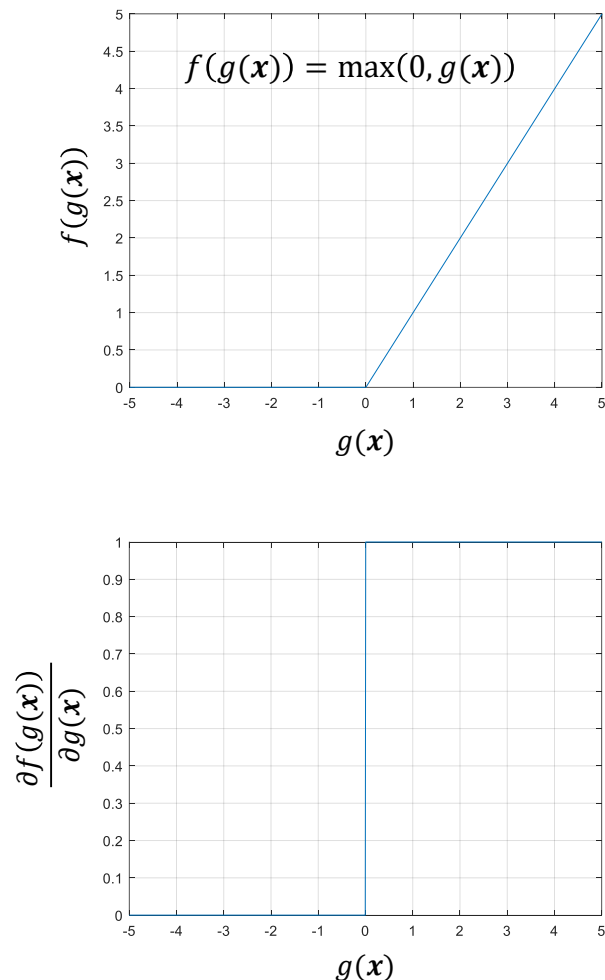 f(g(x)) = max(0, g(x))
f(g(x))
5
4.5
4
3.5
3
2.5
2
1.5
1
0.5
0
-5 -4 -3 -2 -1 0 1 2 3 4 5
g(x)
∂f(g(x))
∂g(x)
1
0.9
0.8
0.7
0.6
0.5
0.4
0.3
0.2
0.1
0
-5 -4 -3 -2 -1 0 1 2 3 4 5
g(x)